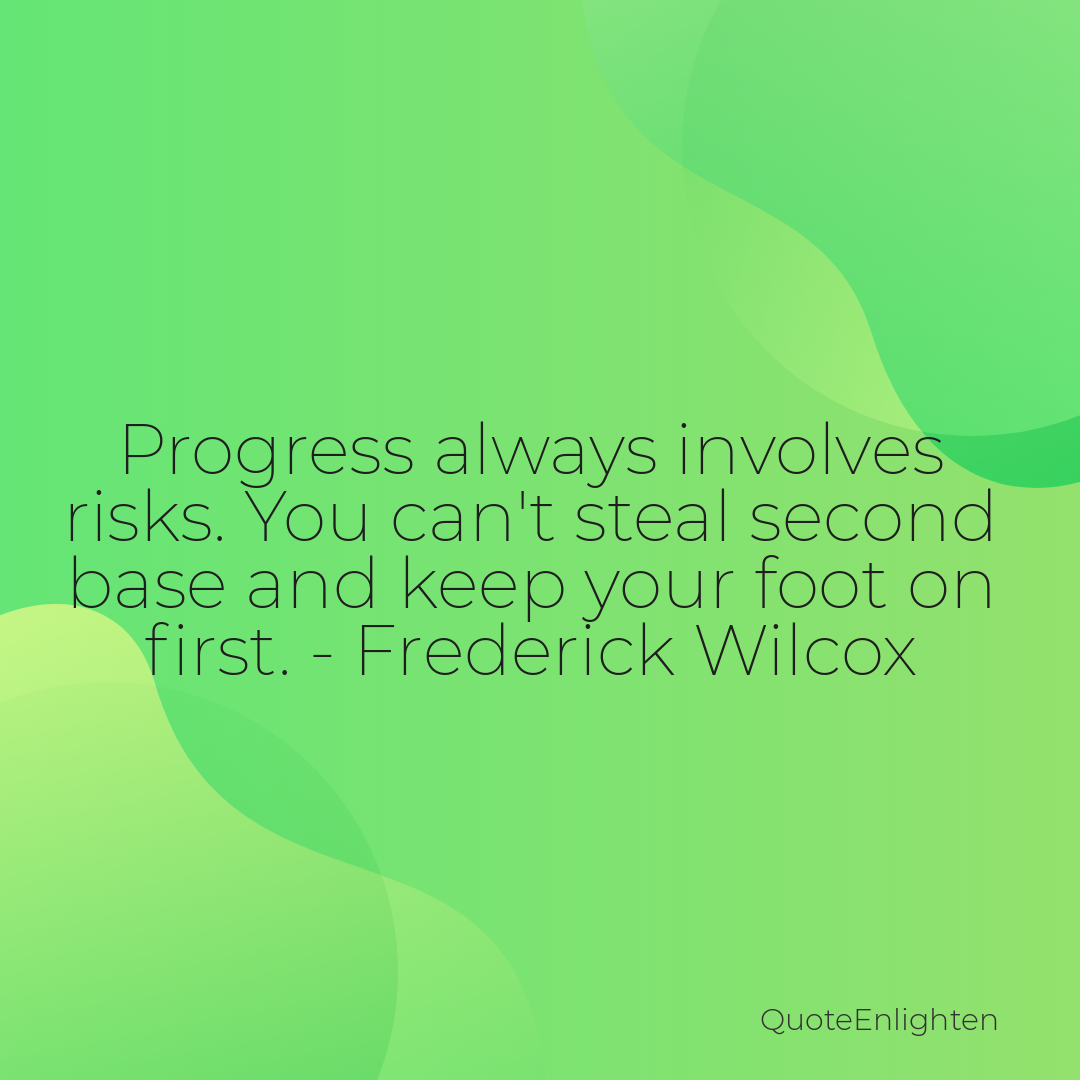 Progress always involves
risks. You can't steal second
base and keep your foot on
first. - Frederick Wilcox
QuoteEnlighten